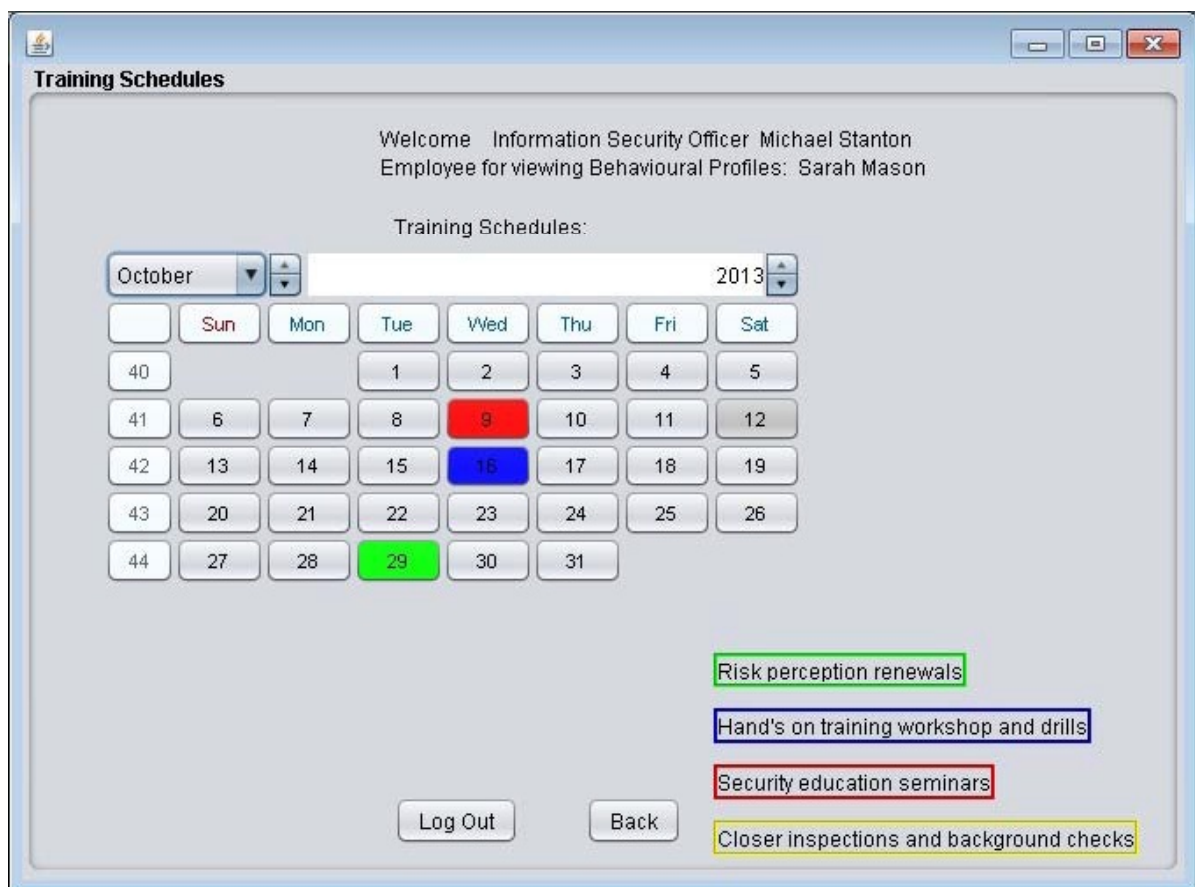 Training Schedules
Welcome Information Security Officer Michael Stanton
Employee for viewing Behavioural Profiles: Sarah Mason
Training Schedules:
October 2013
Sun Mon Tue Wed Thu Fri Sat
40 1 2 3 4 5
41 6 7 8 9 10 11 12
42 13 14 15 16 17 18 19
43 20 21 22 23 24 25 26
44 27 28 29 30 31
Risk perception renewals
Hand's on training workshop and drills
Security education seminars
Log Out Back
Closer inspections and background checks